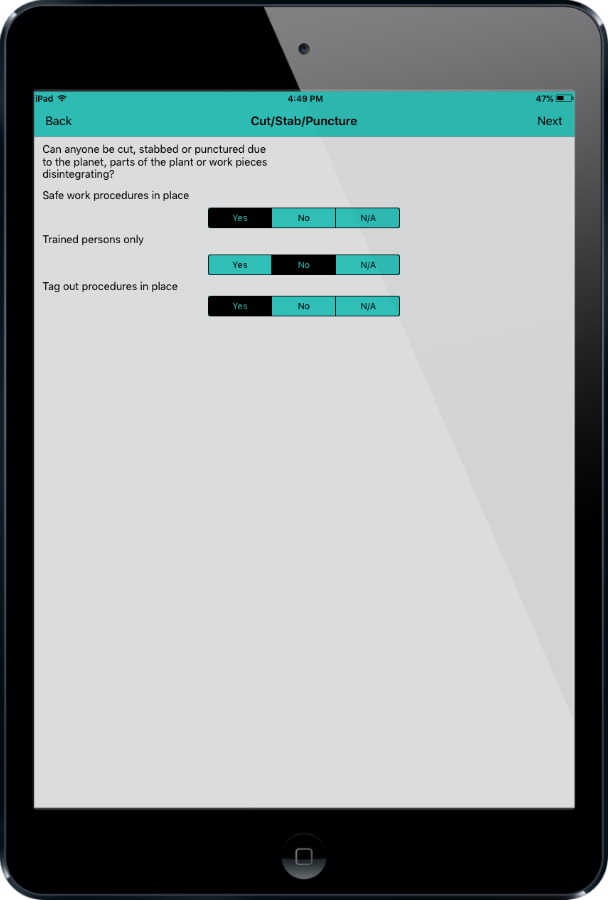 iPad 4:49 PM 47%
Back Cut/Stab/Puncture Next
Can anyone be cut, stabbed or punctured due
to the planet, parts of the plant or work pieces
disintegrating?
Safe work procedures in place
Yes No N/A
Trained persons only
Yes No N/A
Tag out procedures in place
Yes No N/A